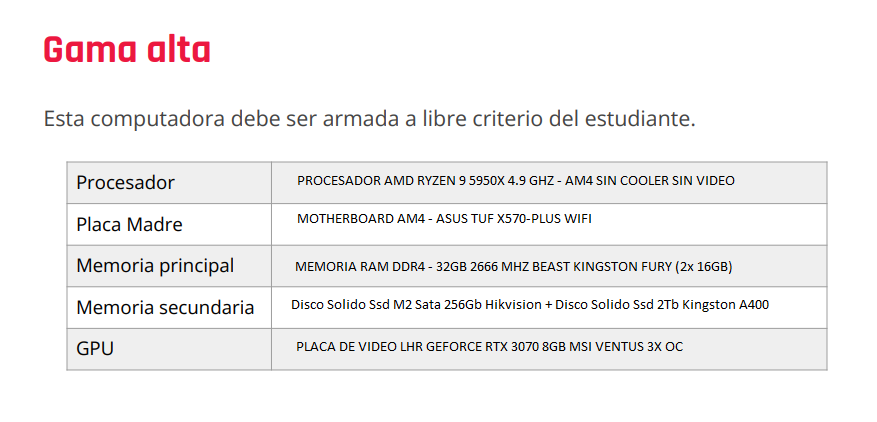 Gama alta
Esta computadora debe ser armada a libre criterio del estudiante.
Procesador PROCESADOR AMD RYZEN 9 5950X 4.9 GHZ - AM4 SIN COOLER SIN VIDEO
Placa Madre MOTHERBOARD AM4 - ASUS TUF X570-PLUS WIFI
Memoria principal MEMORIA RAM DDR4 - 32GB 2666 MHZ BEAST KINGSTON FURY (2x 16GB)
Memoria secundaria Disco Solido Ssd M2 Sata 256Gb Hikvision + Disco Solido Ssd 2Tb Kingston A400
GPU PLACA DE VIDEO LHR GEFORCE RTX 3070 8GB MSI VENTUS 3X OC